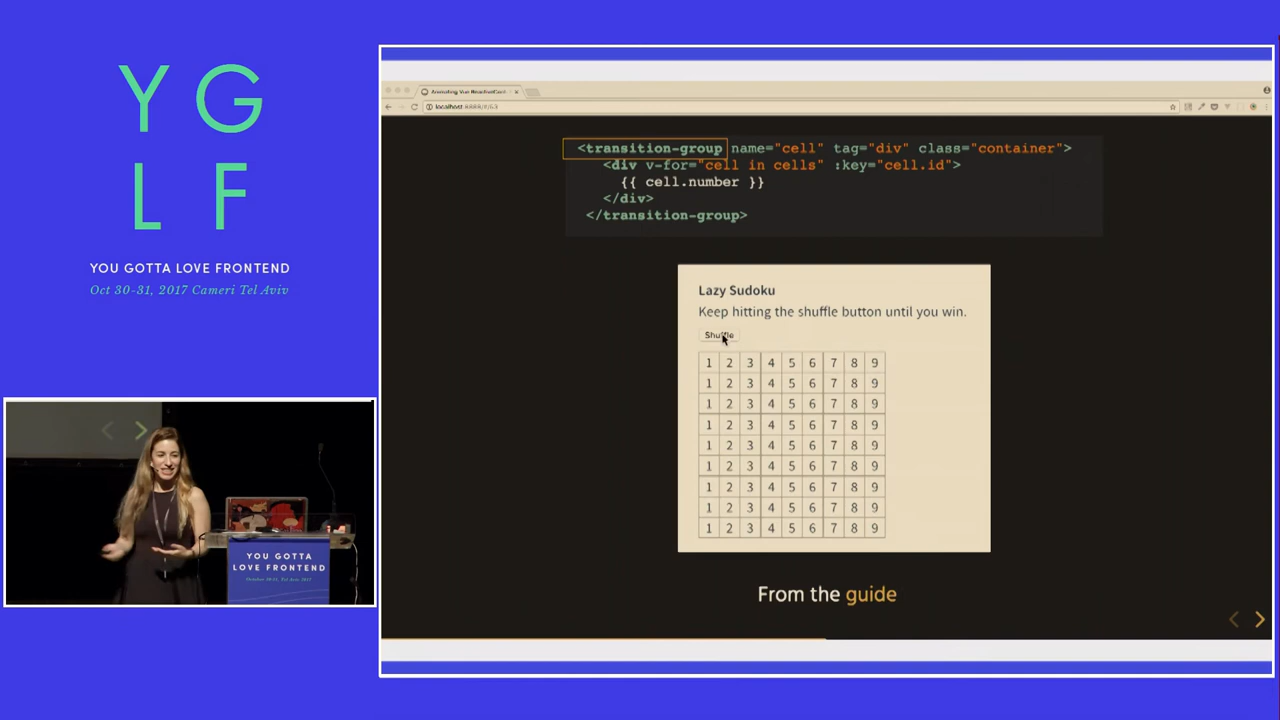 Y G
L F
YOU GOTTA LOVE FRONTEND
Oct 30-31, 2017 Cameri Tel Aviv
YOU GOTTA
LOVE FRONTEND
localhost:8888/#/63
<transition-group name="cell" tag="div" class="container">
<div v-for="cell in cells" :key="cell.id">
{{ cell.number }}
</div>
</transition-group>
Lazy Sudoku
Keep hitting the shuffle button until you win.
Shuffle
1 2 3 4 5 6 7 8 9
1 2 3 4 5 6 7 8 9
1 2 3 4 5 6 7 8 9
1 2 3 4 5 6 7 8 9
1 2 3 4 5 6 7 8 9
1 2 3 4 5 6 7 8 9
1 2 3 4 5 6 7 8 9
1 2 3 4 5 6 7 8 9
1 2 3 4 5 6 7 8 9
From the guide